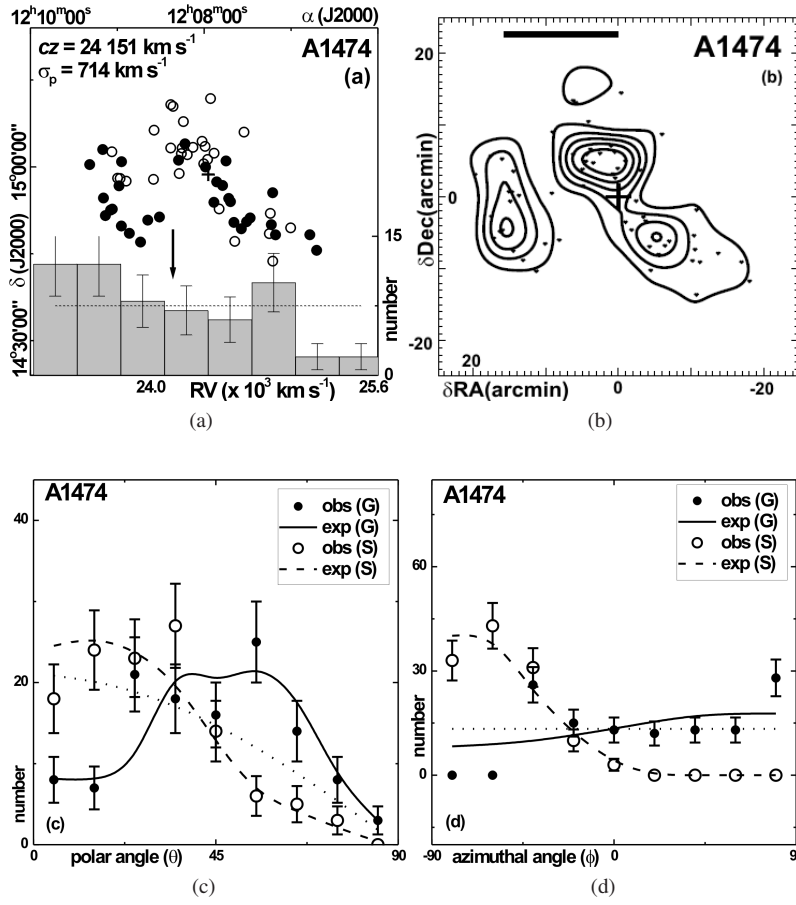 12ʰ10ᵐ00ˢ 12ʰ08ᵐ00ˢ α (J2000)
cz = 24 151 km s⁻¹
A1474
σₚ = 714 km s⁻¹
(a)
15°00'00"
δ (J2000)
14°30'00"
15
number
0
24.0 RV (x 10³ km s⁻¹) 25.6
(a)
A1474
(b)
20
0
-20
δDec(arcmin)
20
δRA(arcmin) 0 -20
(b)
A1474
obs (G)
exp (G)
obs (S)
exp (S)
40
20
0
number
(c)
0 polar angle (θ) 45 90
(c)
A1474
obs (G)
exp (G)
obs (S)
exp (S)
60
30
0
number
(d)
-90 azimuthal angle (ϕ) 0 90
(d)